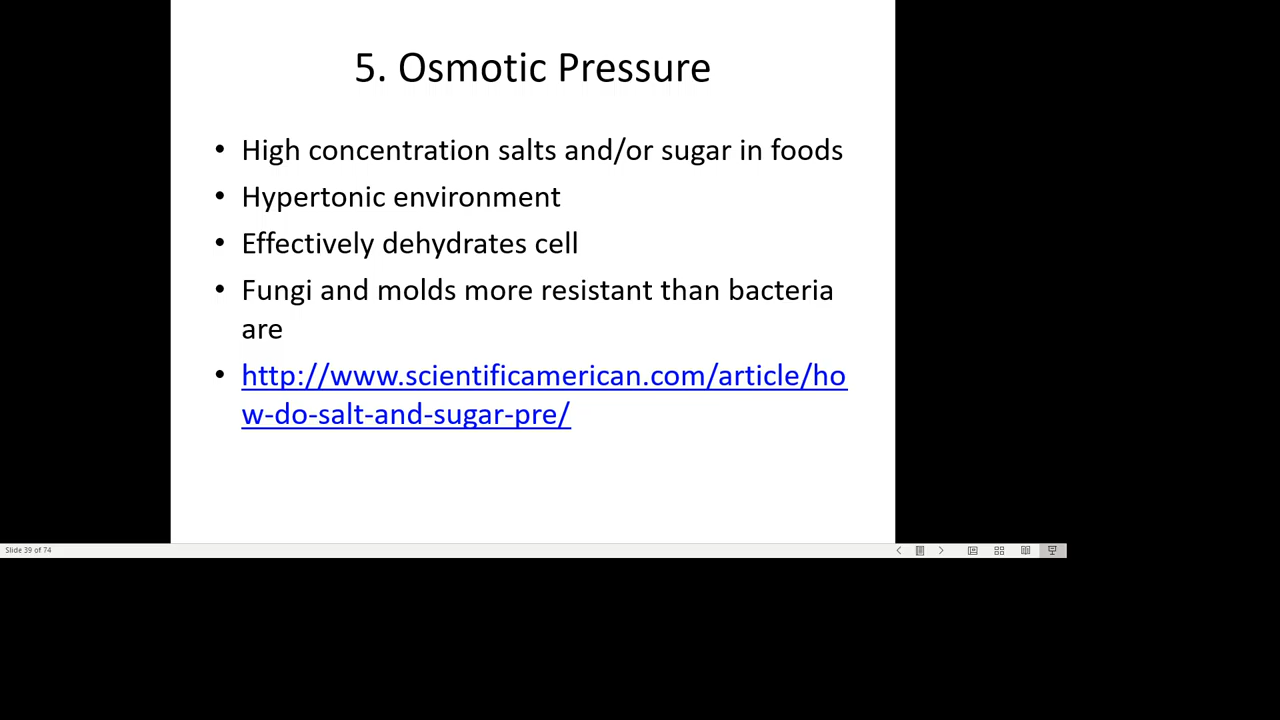 5. Osmotic Pressure
• High concentration salts and/or sugar in foods
• Hypertonic environment
• Effectively dehydrates cell
• Fungi and molds more resistant than bacteria
are
• http://www.scientificamerican.com/article/ho
w-do-salt-and-sugar-pre/
Slide 39 of 74